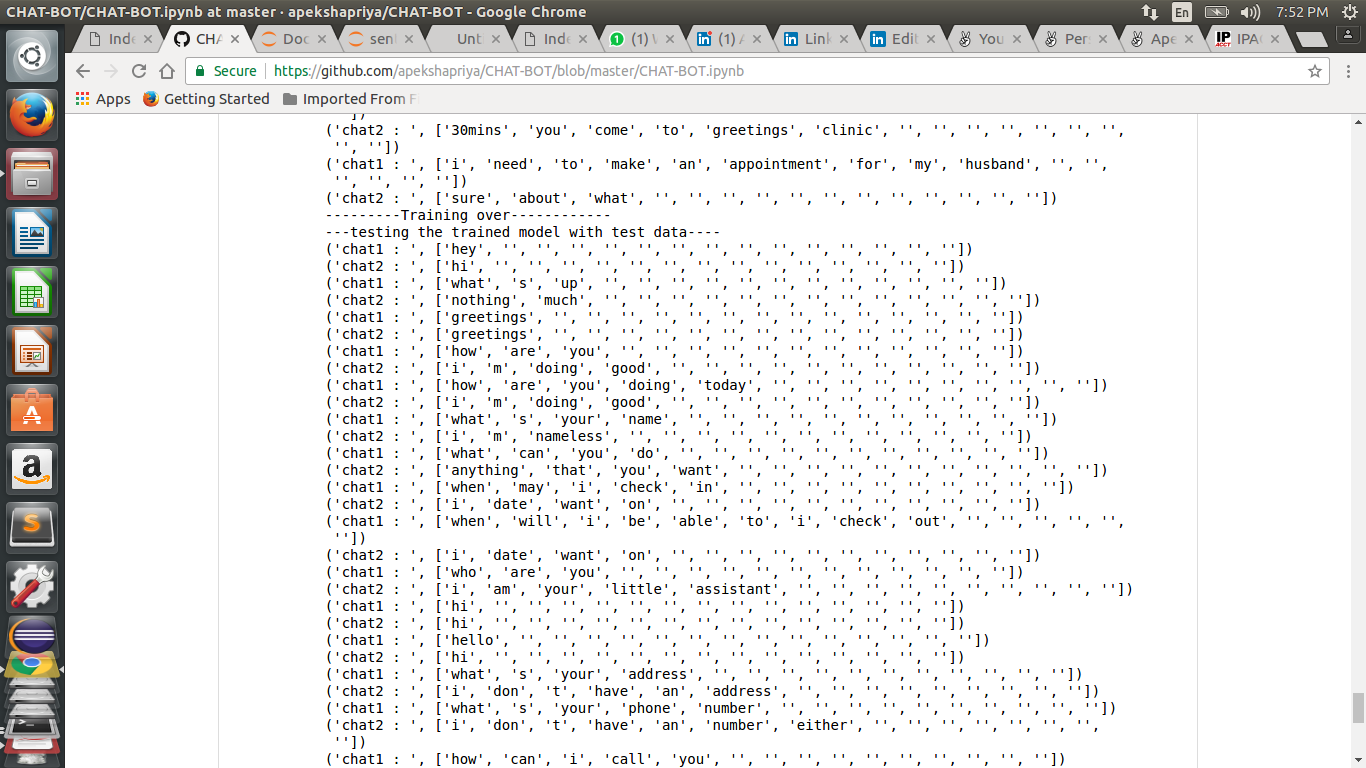 CHAT-BOT/CHAT-BOT.ipynb at master · apekshapriya/CHAT-BOT - Google Chrome
En
7:52 PM
Inde
CHA
Doc
senl
Unt
Inde
(1) W
(1) A
Link
Edit
You
Pers
Ape
IPAC
Secure
https://github.com/apekshapriya/CHAT-BOT/blob/master/CHAT-BOT.ipynb
Apps
Getting Started
Imported From F
''])
('chat2 : ', ['30mins', 'you', 'come', 'to', 'greetings', 'clinic', '', '', '', '', '', '', '',
'', ''])
('chat1 : ', ['i', 'need', 'to', 'make', 'an', 'appointment', 'for', 'my', 'husband', '', '',
'', '', '', ''])
('chat2 : ', ['sure', 'about', 'what', '', '', '', '', '', '', '', '', '', '', '', ''])
---------Training over------------
---testing the trained model with test data----
('chat1 : ', ['hey', '', '', '', '', '', '', '', '', '', '', '', '', '', ''])
('chat2 : ', ['hi', '', '', '', '', '', '', '', '', '', '', '', '', '', ''])
('chat1 : ', ['what', 's', 'up', '', '', '', '', '', '', '', '', '', '', '', ''])
('chat2 : ', ['nothing', 'much', '', '', '', '', '', '', '', '', '', '', '', '', ''])
('chat1 : ', ['greetings', '', '', '', '', '', '', '', '', '', '', '', '', '', ''])
('chat2 : ', ['greetings', '', '', '', '', '', '', '', '', '', '', '', '', '', ''])
('chat1 : ', ['how', 'are', 'you', '', '', '', '', '', '', '', '', '', '', '', ''])
('chat2 : ', ['i', 'm', 'doing', 'good', '', '', '', '', '', '', '', '', '', '', ''])
('chat1 : ', ['how', 'are', 'you', 'doing', 'today', '', '', '', '', '', '', '', '', '', ''])
('chat2 : ', ['i', 'm', 'doing', 'good', '', '', '', '', '', '', '', '', '', '', ''])
('chat1 : ', ['what', 's', 'your', 'name', '', '', '', '', '', '', '', '', '', '', ''])
('chat2 : ', ['i', 'm', 'nameless', '', '', '', '', '', '', '', '', '', '', '', ''])
('chat1 : ', ['what', 'can', 'you', 'do', '', '', '', '', '', '', '', '', '', '', ''])
('chat2 : ', ['anything', 'that', 'you', 'want', '', '', '', '', '', '', '', '', '', '', ''])
('chat1 : ', ['when', 'may', 'i', 'check', 'in', '', '', '', '', '', '', '', '', '', ''])
('chat2 : ', ['i', 'date', 'want', 'on', '', '', '', '', '', '', '', '', '', '', ''])
('chat1 : ', ['when', 'will', 'i', 'be', 'able', 'to', 'i', 'check', 'out', '', '', '', '', '',
''])
('chat2 : ', ['i', 'date', 'want', 'on', '', '', '', '', '', '', '', '', '', '', ''])
('chat1 : ', ['who', 'are', 'you', '', '', '', '', '', '', '', '', '', '', '', ''])
('chat2 : ', ['i', 'am', 'your', 'little', 'assistant', '', '', '', '', '', '', '', '', '', ''])
('chat1 : ', ['hi', '', '', '', '', '', '', '', '', '', '', '', '', '', ''])
('chat2 : ', ['hi', '', '', '', '', '', '', '', '', '', '', '', '', '', ''])
('chat1 : ', ['hello', '', '', '', '', '', '', '', '', '', '', '', '', '', ''])
('chat2 : ', ['hi', '', '', '', '', '', '', '', '', '', '', '', '', '', ''])
('chat1 : ', ['what', 's', 'your', 'address', '', '', '', '', '', '', '', '', '', '', ''])
('chat2 : ', ['i', 'don', 't', 'have', 'an', 'address', '', '', '', '', '', '', '', '', ''])
('chat1 : ', ['what', 's', 'your', 'phone', 'number', '', '', '', '', '', '', '', '', '', ''])
('chat2 : ', ['i', 'don', 't', 'have', 'an', 'number', 'either', '', '', '', '', '', '', '',
''])
('chat1 : ', ['how', 'can', 'i', 'call', 'you', '', '', '', '', '', '', '', '', '', ''])